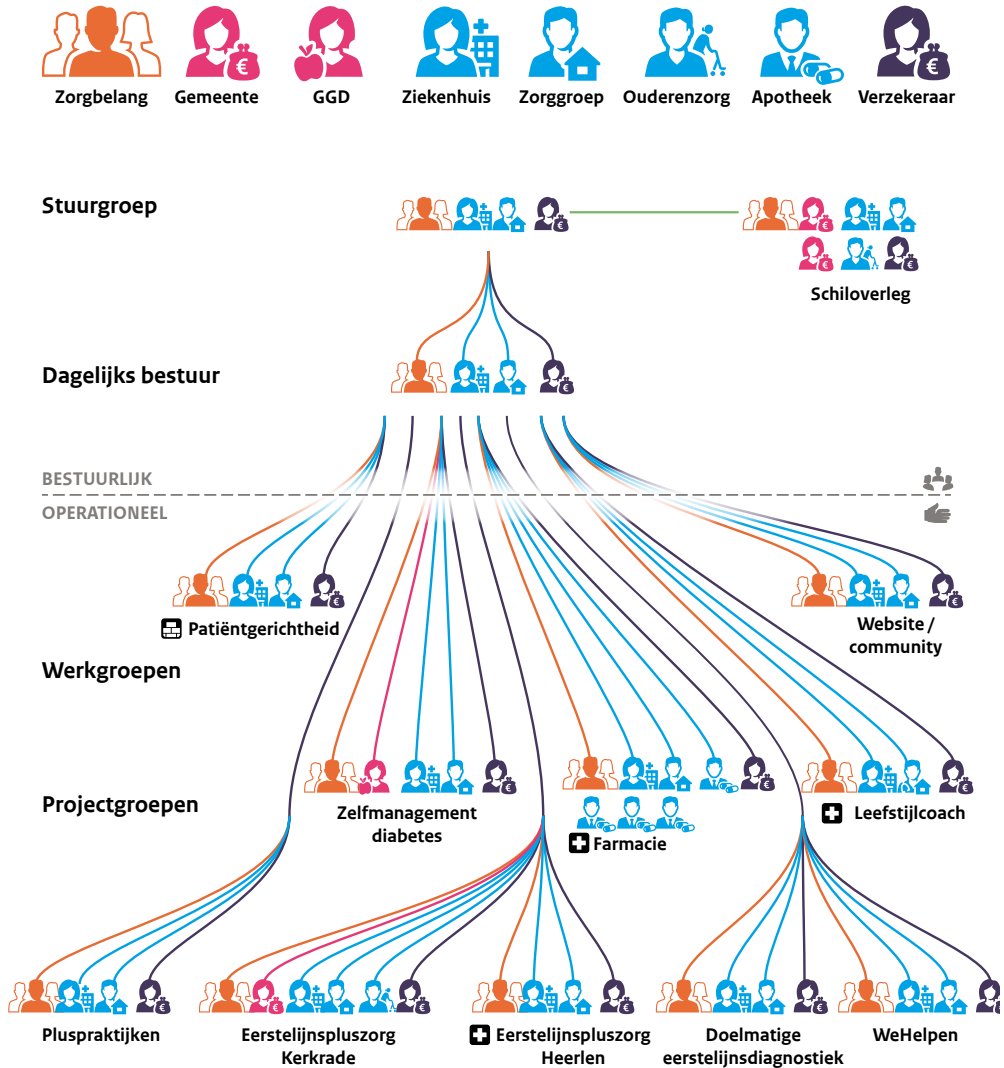 Zorgbelang Gemeente GGD Ziekenhuis Zorggroep Ouderenzorg Apotheek Verzekeraar
Stuurgroep
Schiloverleg
Dagelijks bestuur
BESTUURLIJK
OPERATIONEEL
Patiëntgerichtheid
Website /
community
Werkgroepen
Projectgroepen
Zelfmanagement
diabetes
Farmacie
Leefstijlcoach
Pluspraktijken
Eerstelijnspluszorg
Kerkrade
Eerstelijnspluszorg
Heerlen
Doelmatige
eerstelijnsdiagnostiek
WeHelpen